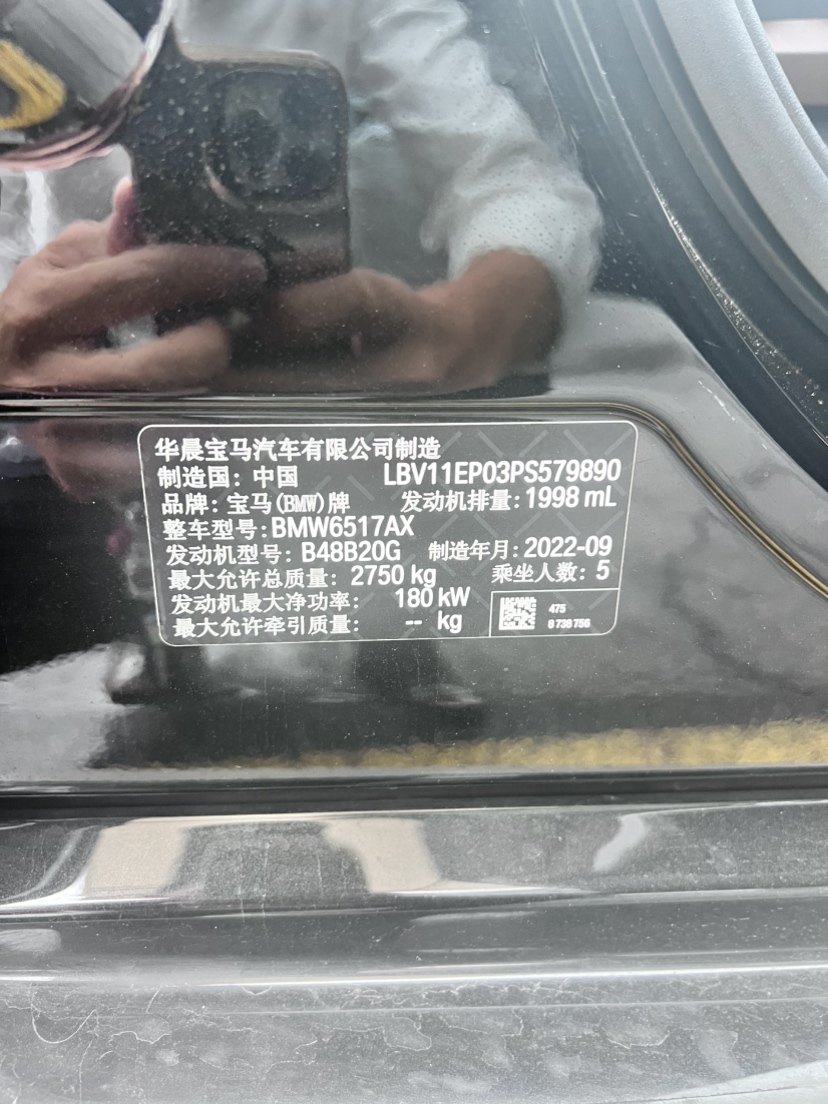 华晨宝马汽车有限公司制造
制造国：中国 LBV11EP03PS579890
品牌：宝马(BMW)牌 发动机排量：1998 mL
整车型号：BMW6517AX
发动机型号：B48B20G 制造年月：2022-09
最大允许总质量：2750 kg 乘坐人数：5
发动机最大净功率：180 kW
最大允许牵引质量：-- kg
475
8 739 756